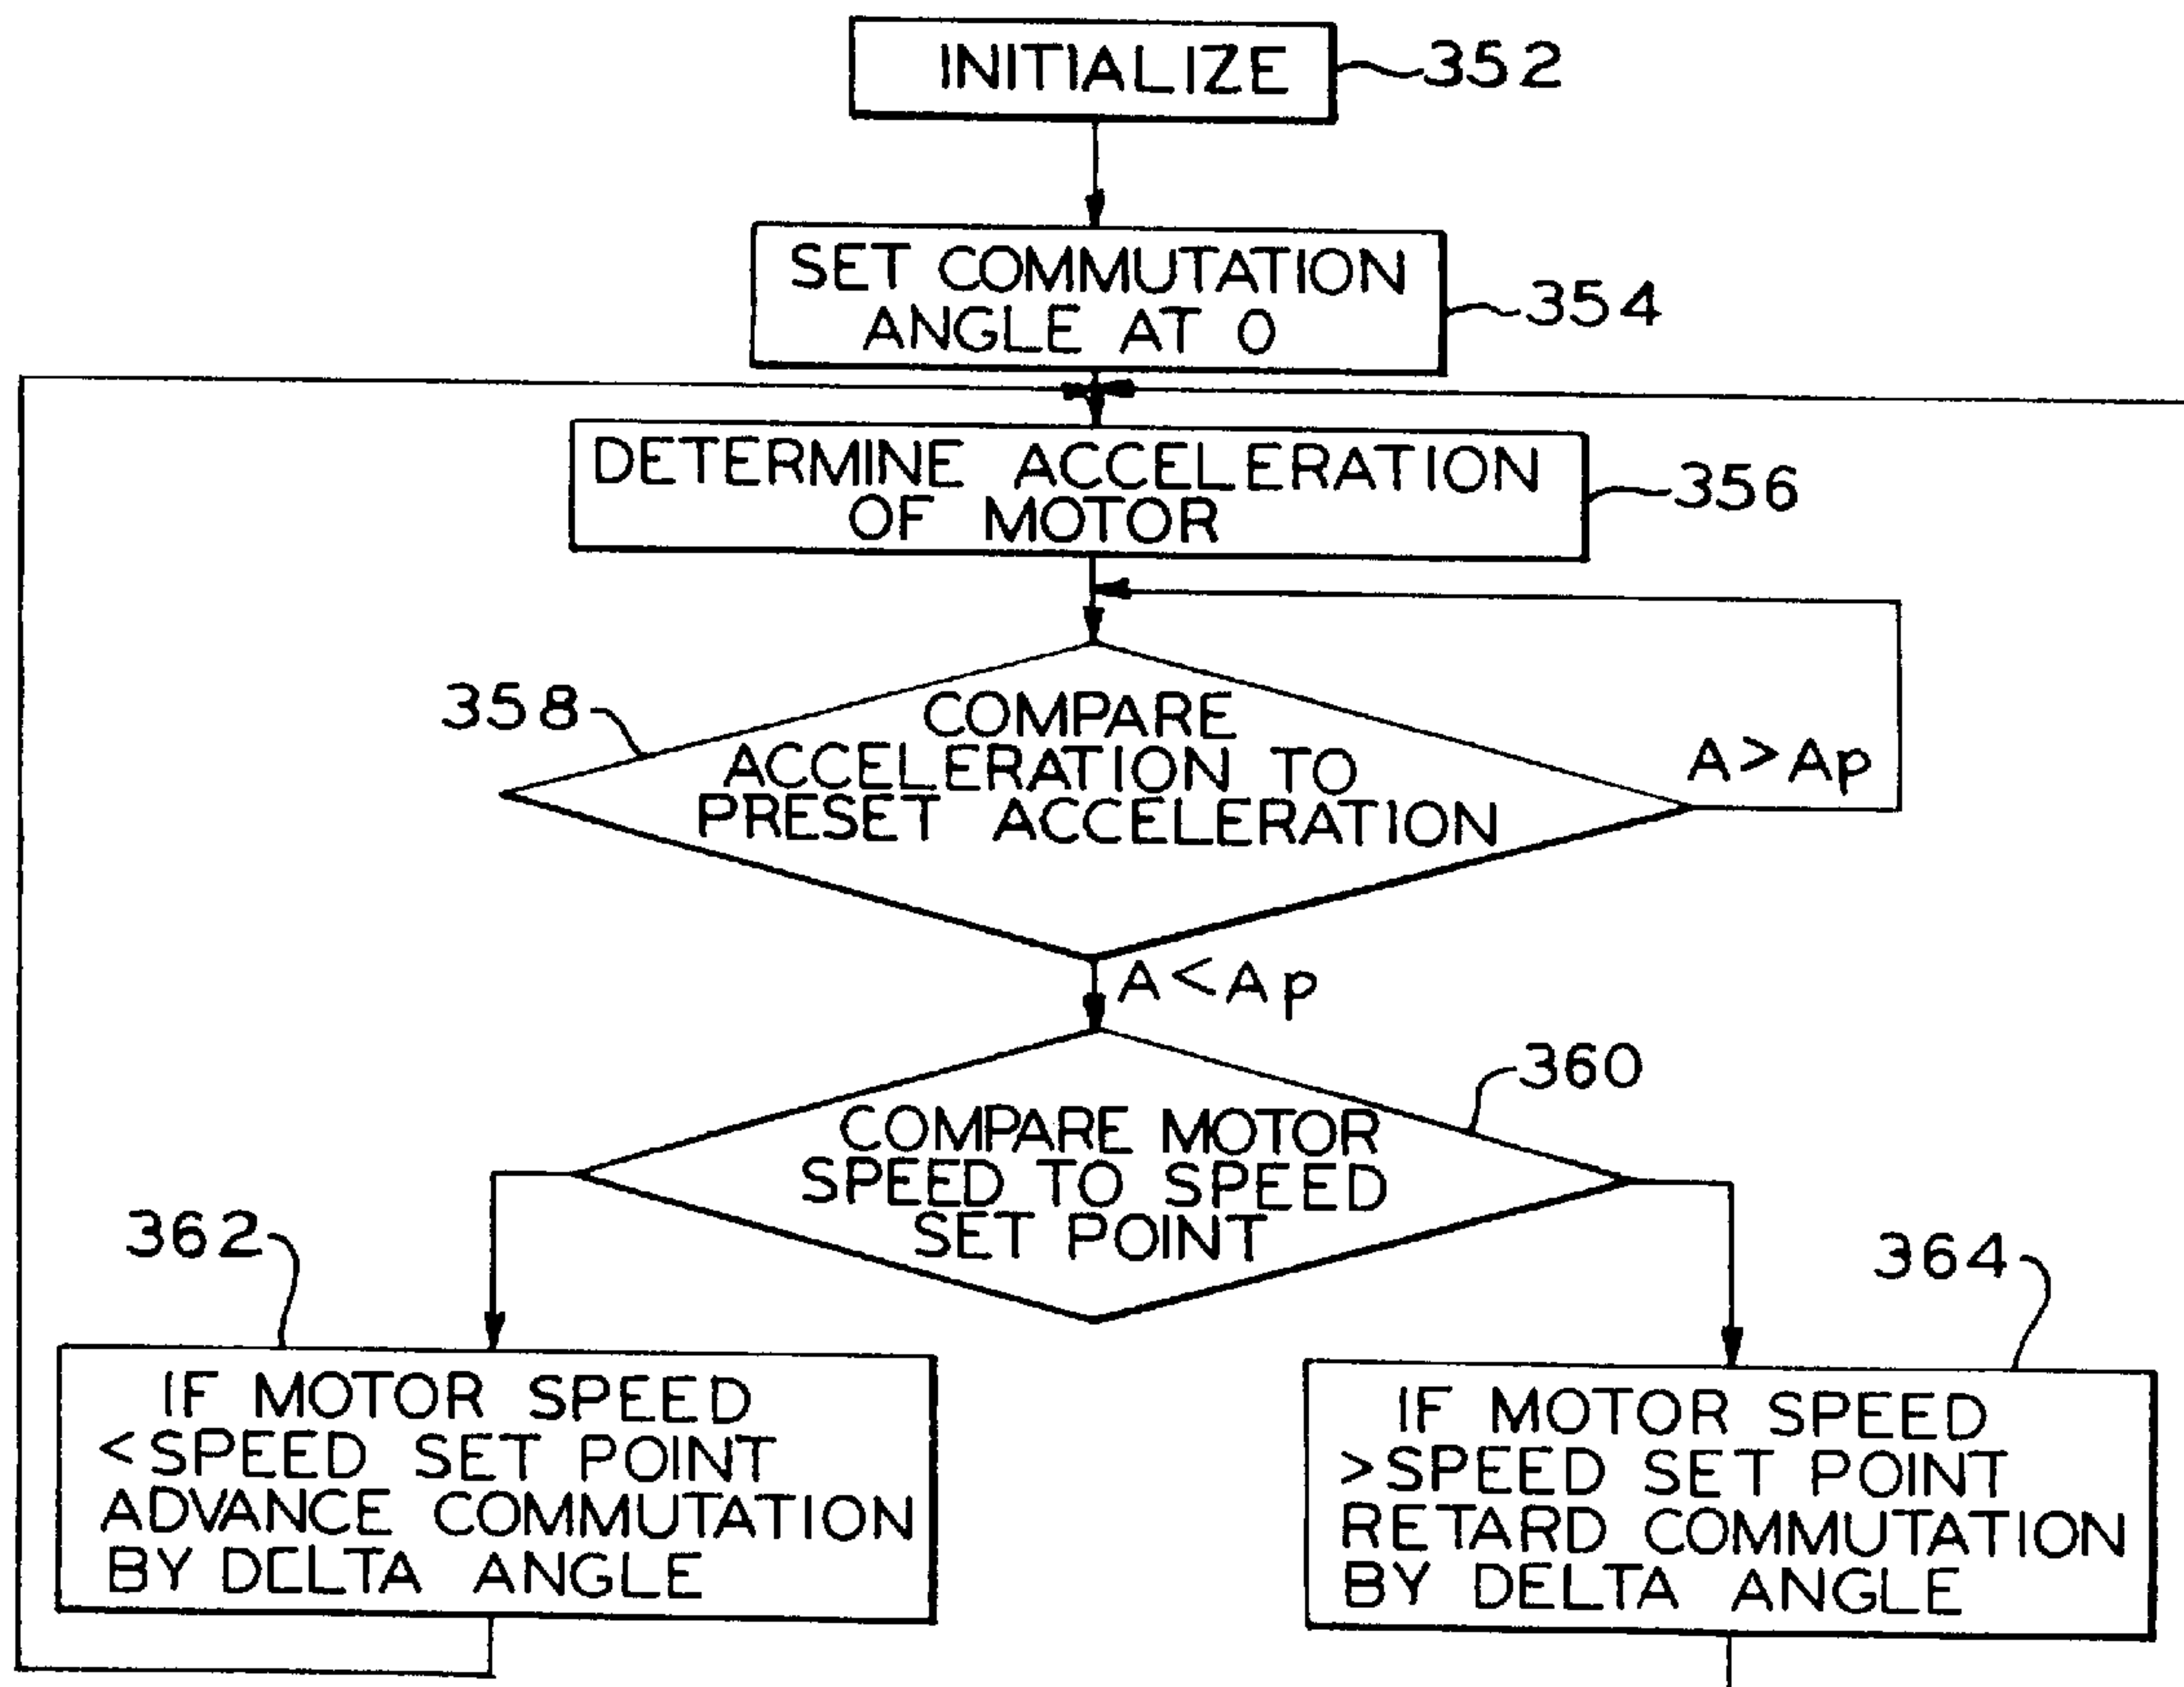 INITIALIZE
352
SET COMMUTATION
ANGLE AT 0
354
DETERMINE ACCELERATION
OF MOTOR
356
358
COMPARE
ACCELERATION TO
PRESET ACCELERATION
A > Ap
A < Ap
360
COMPARE MOTOR
SPEED TO SPEED
SET POINT
362
IF MOTOR SPEED
< SPEED SET POINT
ADVANCE COMMUTATION
BY DELTA ANGLE
364
IF MOTOR SPEED
> SPEED SET POINT
RETARD COMMUTATION
BY DELTA ANGLE